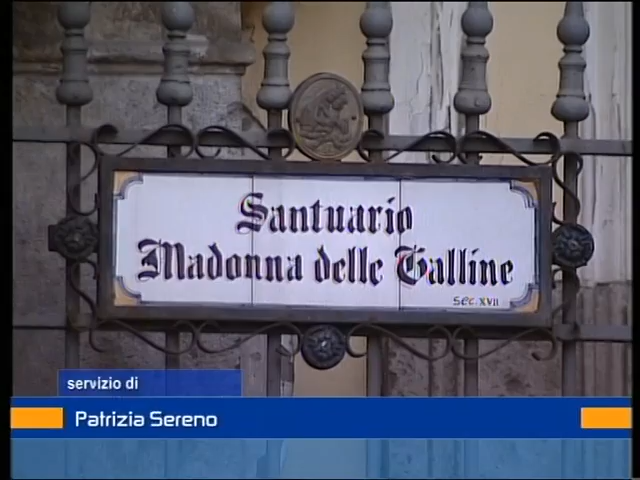 Santuario
Madonna delle Galline
SEC. XVII
servizio di
Patrizia Sereno